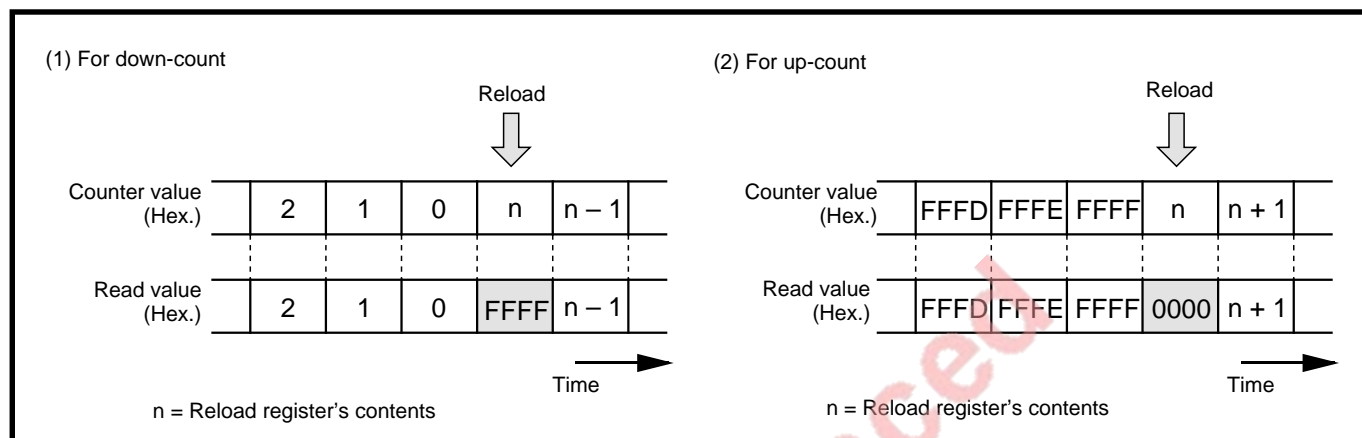 (1) For down-count
Reload
Counter value
(Hex.)
2 1 0 n n – 1
Read value
(Hex.)
2 1 0 FFFF n – 1
Time
n = Reload register's contents
(2) For up-count
Reload
Counter value
(Hex.)
FFFD FFFE FFFF n n + 1
Read value
(Hex.)
FFFD FFFE FFFF 0000 n + 1
Time
n = Reload register's contents